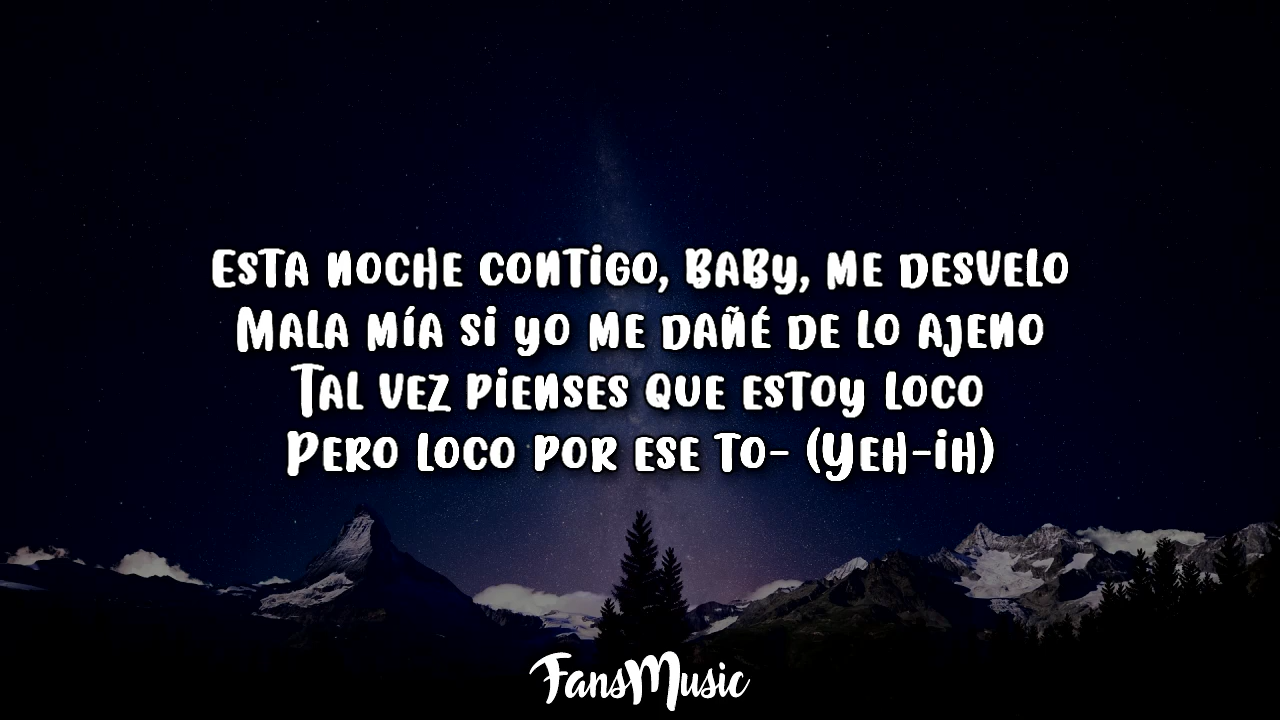 Esta noche contigo, baby, me desvelo
Mala mía si yo me dañé de lo ajeno
Tal vez pienses que estoy loco
Pero loco por ese to- (Yeh-ih)
FansMusic